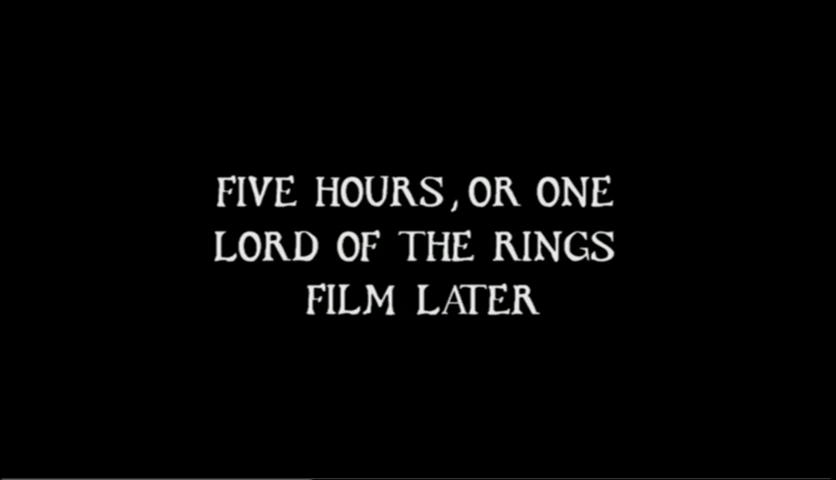 FIVE HOURS, OR ONE
LORD OF THE RINGS
FILM LATER